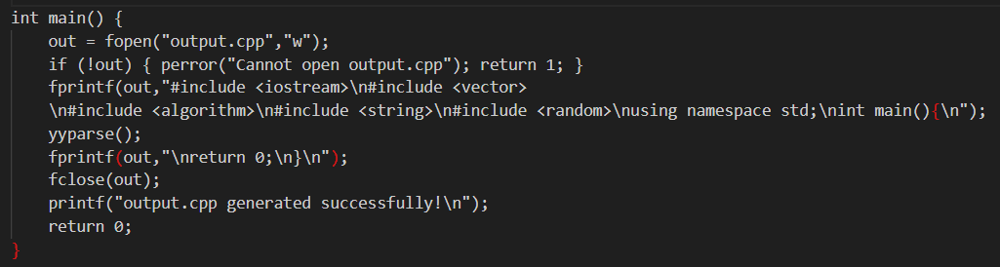 int main() {
out = fopen("output.cpp","w");
if (!out) { perror("Cannot open output.cpp"); return 1; }
fprintf(out,"#include <iostream>\n#include <vector>
\n#include <algorithm>\n#include <string>\n#include <random>\nusing namespace std;\nint main(){\n");
yyparse();
fprintf(out,"\nreturn 0;\n}\n");
fclose(out);
printf("output.cpp generated successfully!\n");
return 0;
}